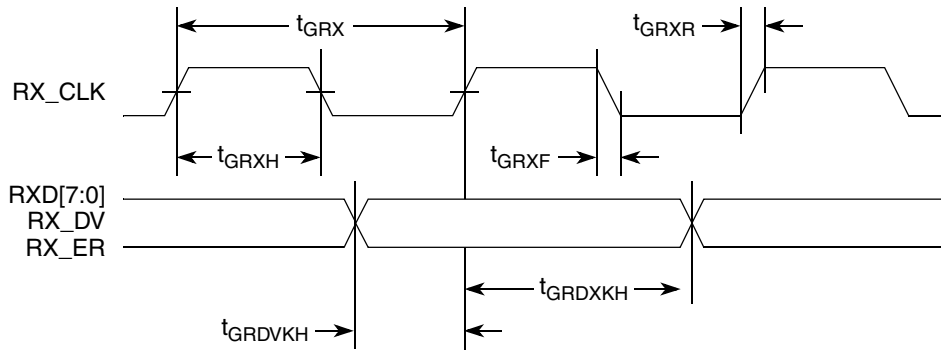 tGRX
tGRXR
RX_CLK
tGRXH
tGRXF
RXD[7:0]
RX_DV
RX_ER
tGRDXKH
tGRDVKH